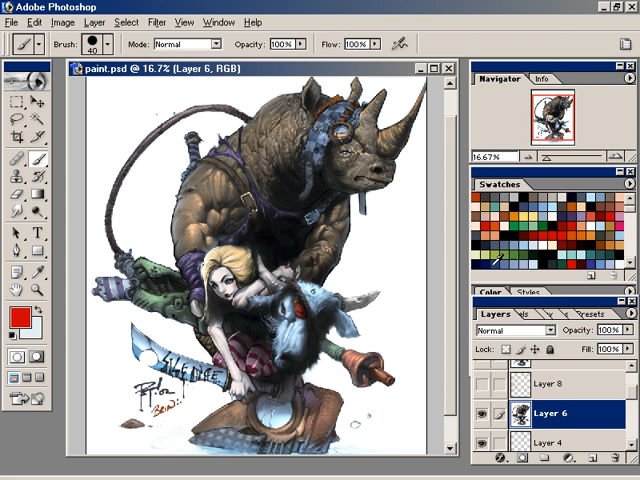 Adobe Photoshop
File Edit Image Layer Select Filter View Window Help
Brush: 40 Mode: Normal Opacity: 100% Flow: 100%
paint.psd @ 16.7% (Layer 6, RGB)
Navigator Info
16.67%
Swatches
Color Styles
Layers
Normal Opacity: 100%
Lock: Fill: 100%
Layer 8
Layer 6
Layer 4